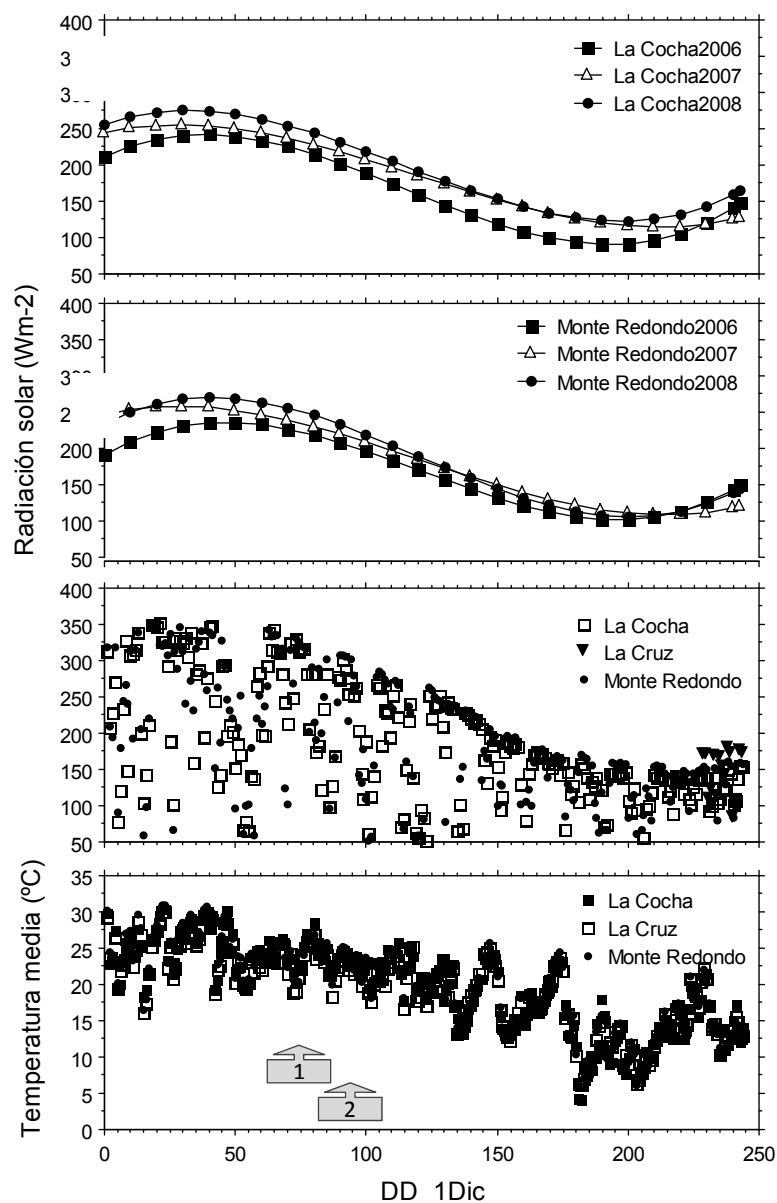 400
3
300
250
200
150
100
50
La Cocha2006
La Cocha2007
La Cocha2008
Radiación solar (Wm-2)
400
350
3
2
200
150
100
50
Monte Redondo2006
Monte Redondo2007
Monte Redondo2008
400
350
300
250
200
150
100
50
La Cocha
La Cruz
Monte Redondo
Temperatura media (ºC)
35
30
25
20
15
10
5
0
La Cocha
La Cruz
Monte Redondo
1
2
0 50 100 150 200 250
DD_1Dic